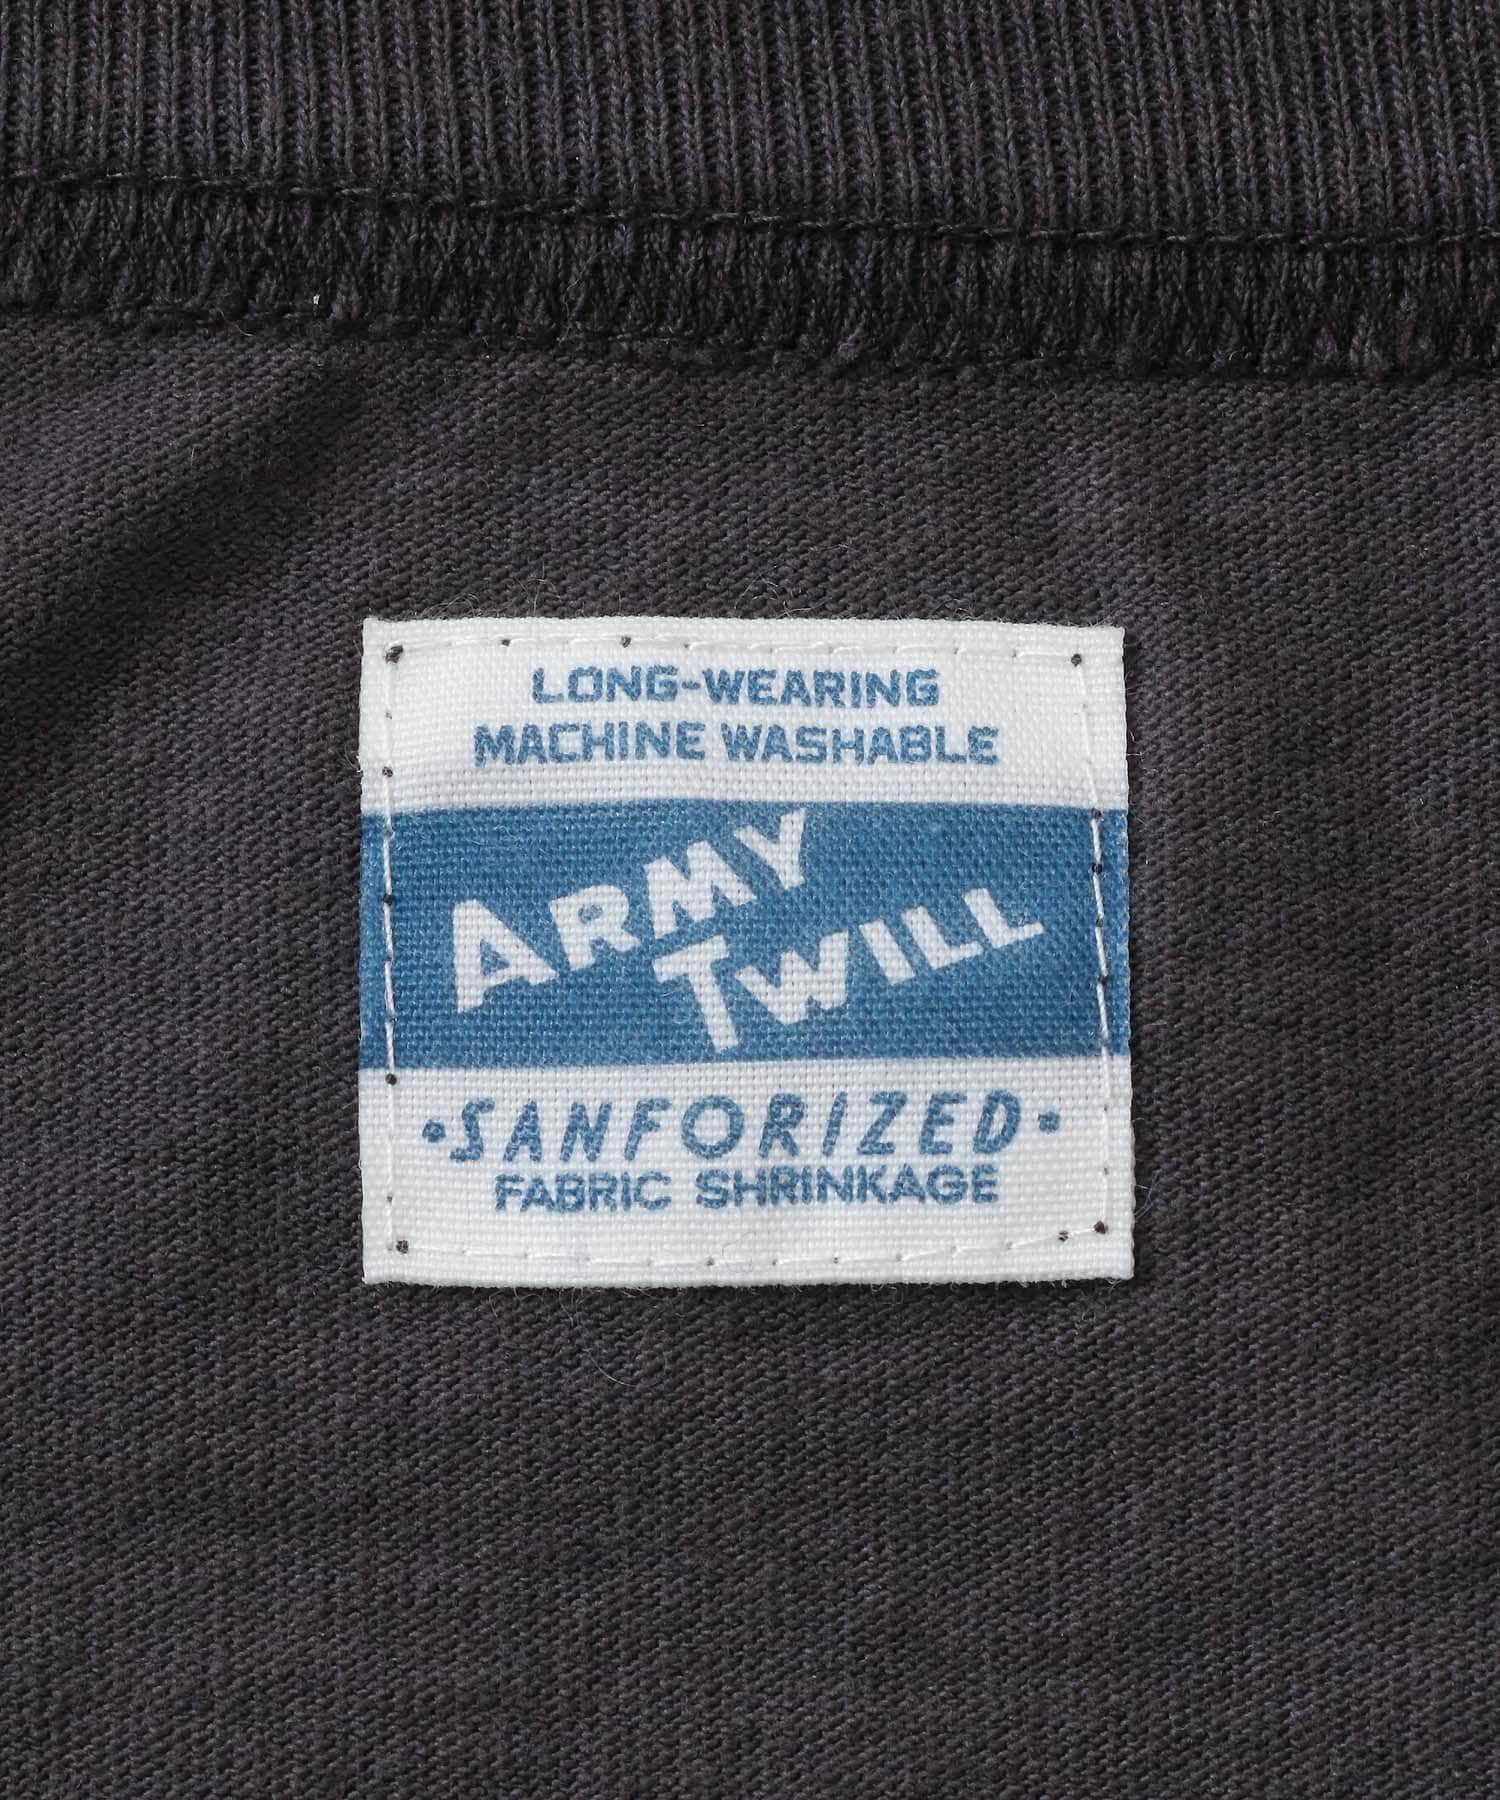 LONG-WEARING
MACHINE WASHABLE
ARMY
TWILL
•SANFORIZED•
FABRIC SHRINKAGE